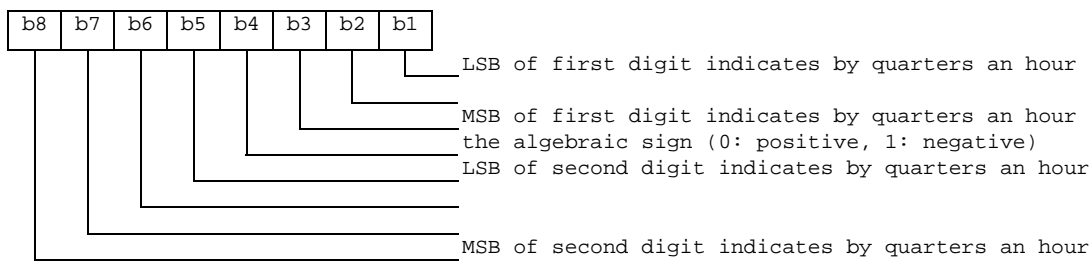 b8 b7 b6 b5 b4 b3 b2 b1
LSB of first digit indicates by quarters an hour
MSB of first digit indicates by quarters an hour
the algebraic sign (0: positive, 1: negative)
LSB of second digit indicates by quarters an hour
MSB of second digit indicates by quarters an hour